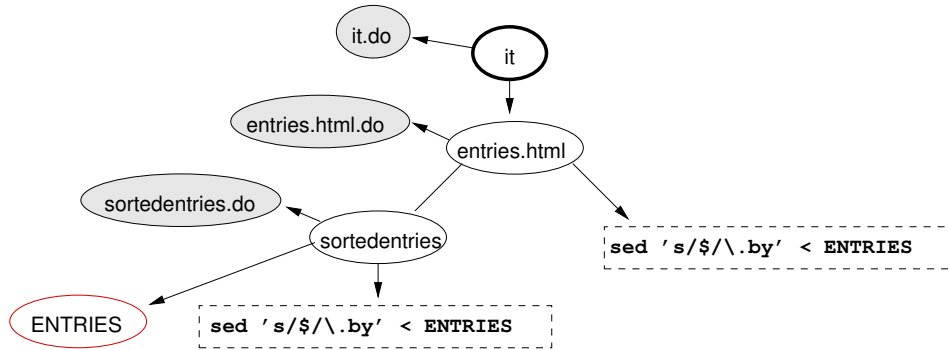 it.do
it
entries.html.do
entries.html
sortedentries.do
sortedentries
sed 's/$/\.by' < ENTRIES
ENTRIES
sed 's/$/\.by' < ENTRIES